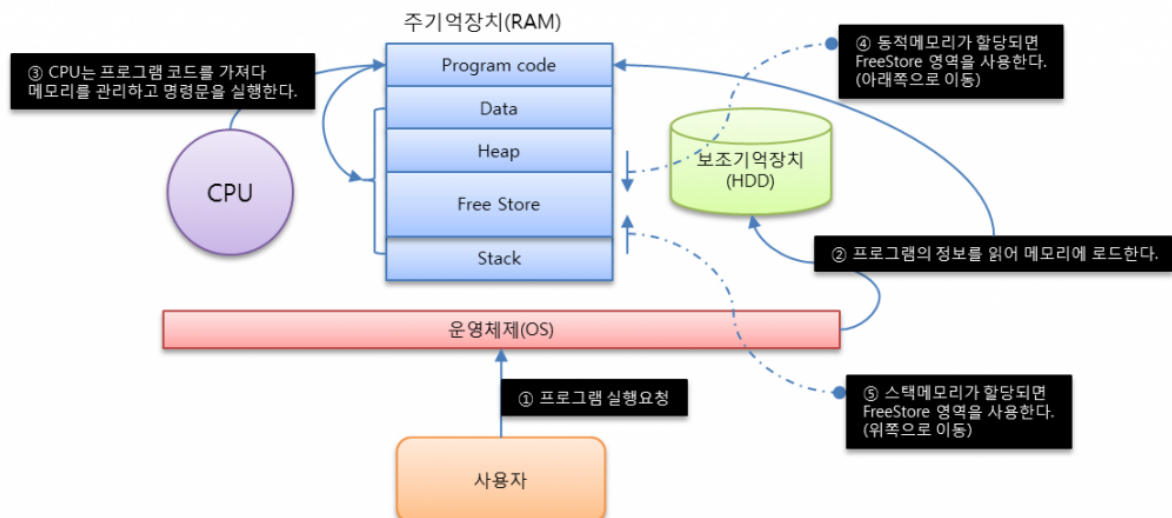 주기억장치(RAM)
③ CPU는 프로그램 코드를 가져다
메모리를 관리하고 명령문을 실행한다.
Program code
Data
Heap
Free Store
Stack
CPU
④ 동적메모리가 할당되면
FreeStore 영역을 사용한다.
(아래쪽으로 이동)
보조기억장치
(HDD)
② 프로그램의 정보를 읽어 메모리에 로드한다.
운영체제(OS)
① 프로그램 실행요청
⑤ 스택메모리가 할당되면
FreeStore 영역을 사용한다.
(위쪽으로 이동)
사용자